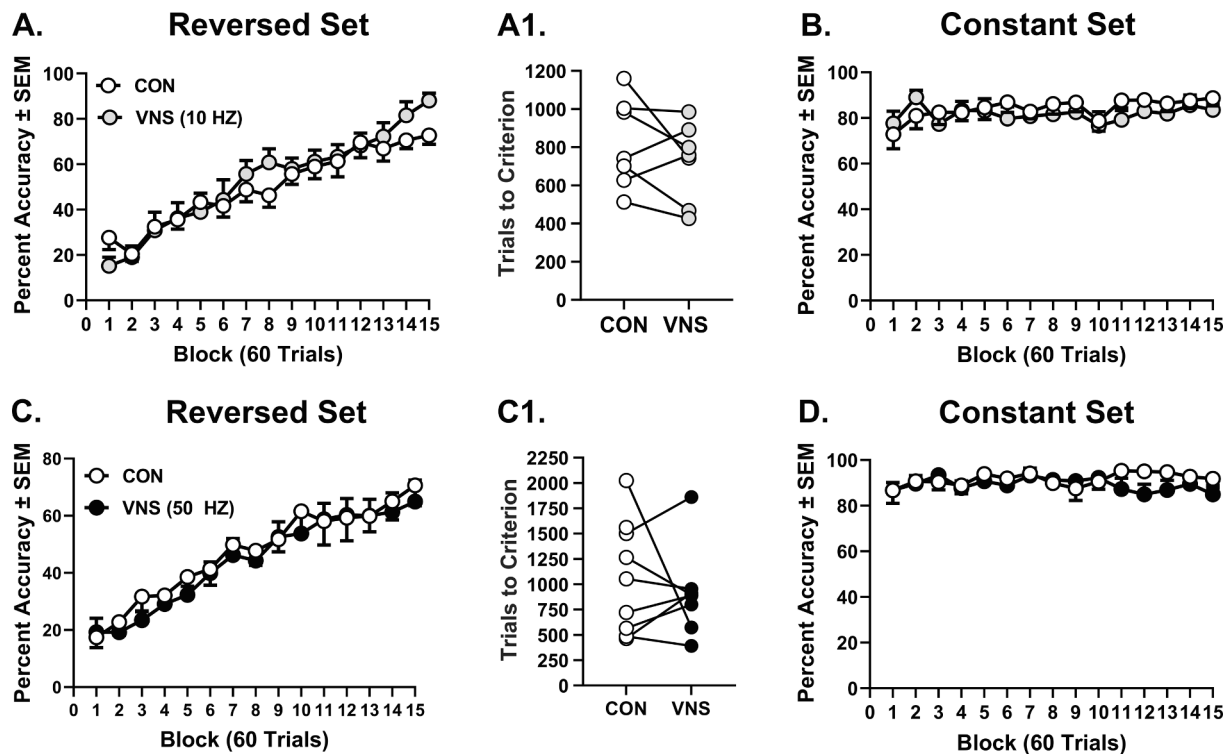 A.
Reversed Set
Percent Accuracy ± SEM
100
80
60
40
20
0
CON
VNS (10 HZ)
0 1 2 3 4 5 6 7 8 9 10 11 12 13 14 15
Block (60 Trials)
A1.
Trials to Criterion
1200
1000
800
600
400
200
0
CON VNS
B.
Constant Set
Percent Accuracy ± SEM
100
80
60
40
20
0
0 1 2 3 4 5 6 7 8 9 10 11 12 13 14 15
Block (60 Trials)
C.
Reversed Set
Percent Accuracy ± SEM
80
60
40
20
0
CON
VNS (50 HZ)
0 1 2 3 4 5 6 7 8 9 10 11 12 13 14 15
Block (60 Trials)
C1.
Trials to Criterion
2250
2000
1750
1500
1250
1000
750
500
250
0
CON VNS
D.
Constant Set
Percent Accuracy ± SEM
100
80
60
40
20
0
0 1 2 3 4 5 6 7 8 9 10 11 12 13 14 15
Block (60 Trials)